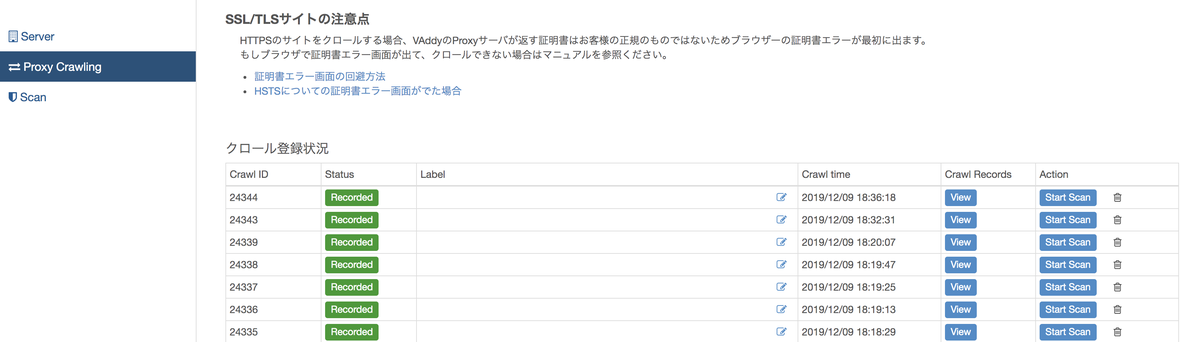 SSL/TLSサイトの注意点
Server
HTTPSのサイトをクロールする場合、VAddyのProxyサーバが返す証明書はお客様の正規のものではないためブラウザーの証明書エラーが最初に出ます。
もしブラウザで証明書エラー画面が出て、クロールできない場合はマニュアルを参照ください。
Proxy Crawling
証明書エラー画面の回避方法
HSTSについての証明書エラー画面がでた場合
Scan
クロール登録状況
Crawl ID Status Label Crawl time Crawl Records Action
24344 Recorded 2019/12/09 18:36:18 View Start Scan
24343 Recorded 2019/12/09 18:32:31 View Start Scan
24339 Recorded 2019/12/09 18:20:07 View Start Scan
24338 Recorded 2019/12/09 18:19:47 View Start Scan
24337 Recorded 2019/12/09 18:19:25 View Start Scan
24336 Recorded 2019/12/09 18:19:13 View Start Scan
24335 Recorded 2019/12/09 18:18:29 View Start Scan